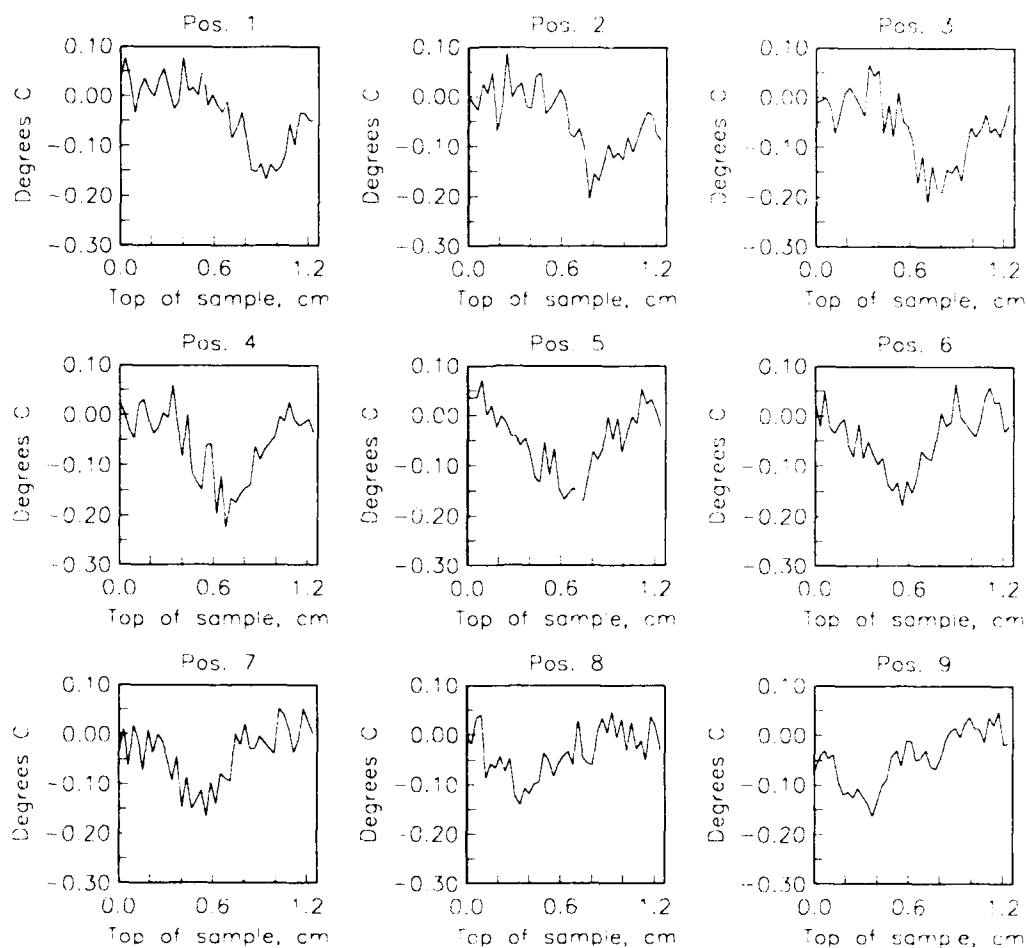 Pos. 1
Degrees C
0.10
0.00
−0.10
−0.20
−0.30
0.0 0.6 1.2
Top of sample, cm
Pos. 2
Degrees C
0.10
0.00
−0.10
−0.20
−0.30
0.0 0.6 1.2
Top of sample, cm
Pos. 3
Degrees C
0.10
0.00
−0.10
−0.20
−0.30
0.0 0.6 1.2
Top of sample, cm
Pos. 4
Degrees C
0.10
0.00
−0.10
−0.20
−0.30
0.0 0.6 1.2
Top of sample, cm
Pos. 5
Degrees C
0.10
0.00
−0.10
−0.20
−0.30
0.0 0.6 1.2
Top of sample, cm
Pos. 6
Degrees C
0.10
0.00
−0.10
−0.20
−0.30
0.0 0.6 1.2
Top of sample, cm
Pos. 7
Degrees C
0.10
0.00
−0.10
−0.20
−0.30
0.0 0.6 1.2
Top of sample, cm
Pos. 8
Degrees C
0.10
0.00
−0.10
-0.20
−0.30
0.0 0.6 1.2
Top of sample, cm
Pos. 9
Degrees C
0.10
0.00
−0.10
−0.20
−0.30
0.0 0.6 1.2
Top of sample, cm